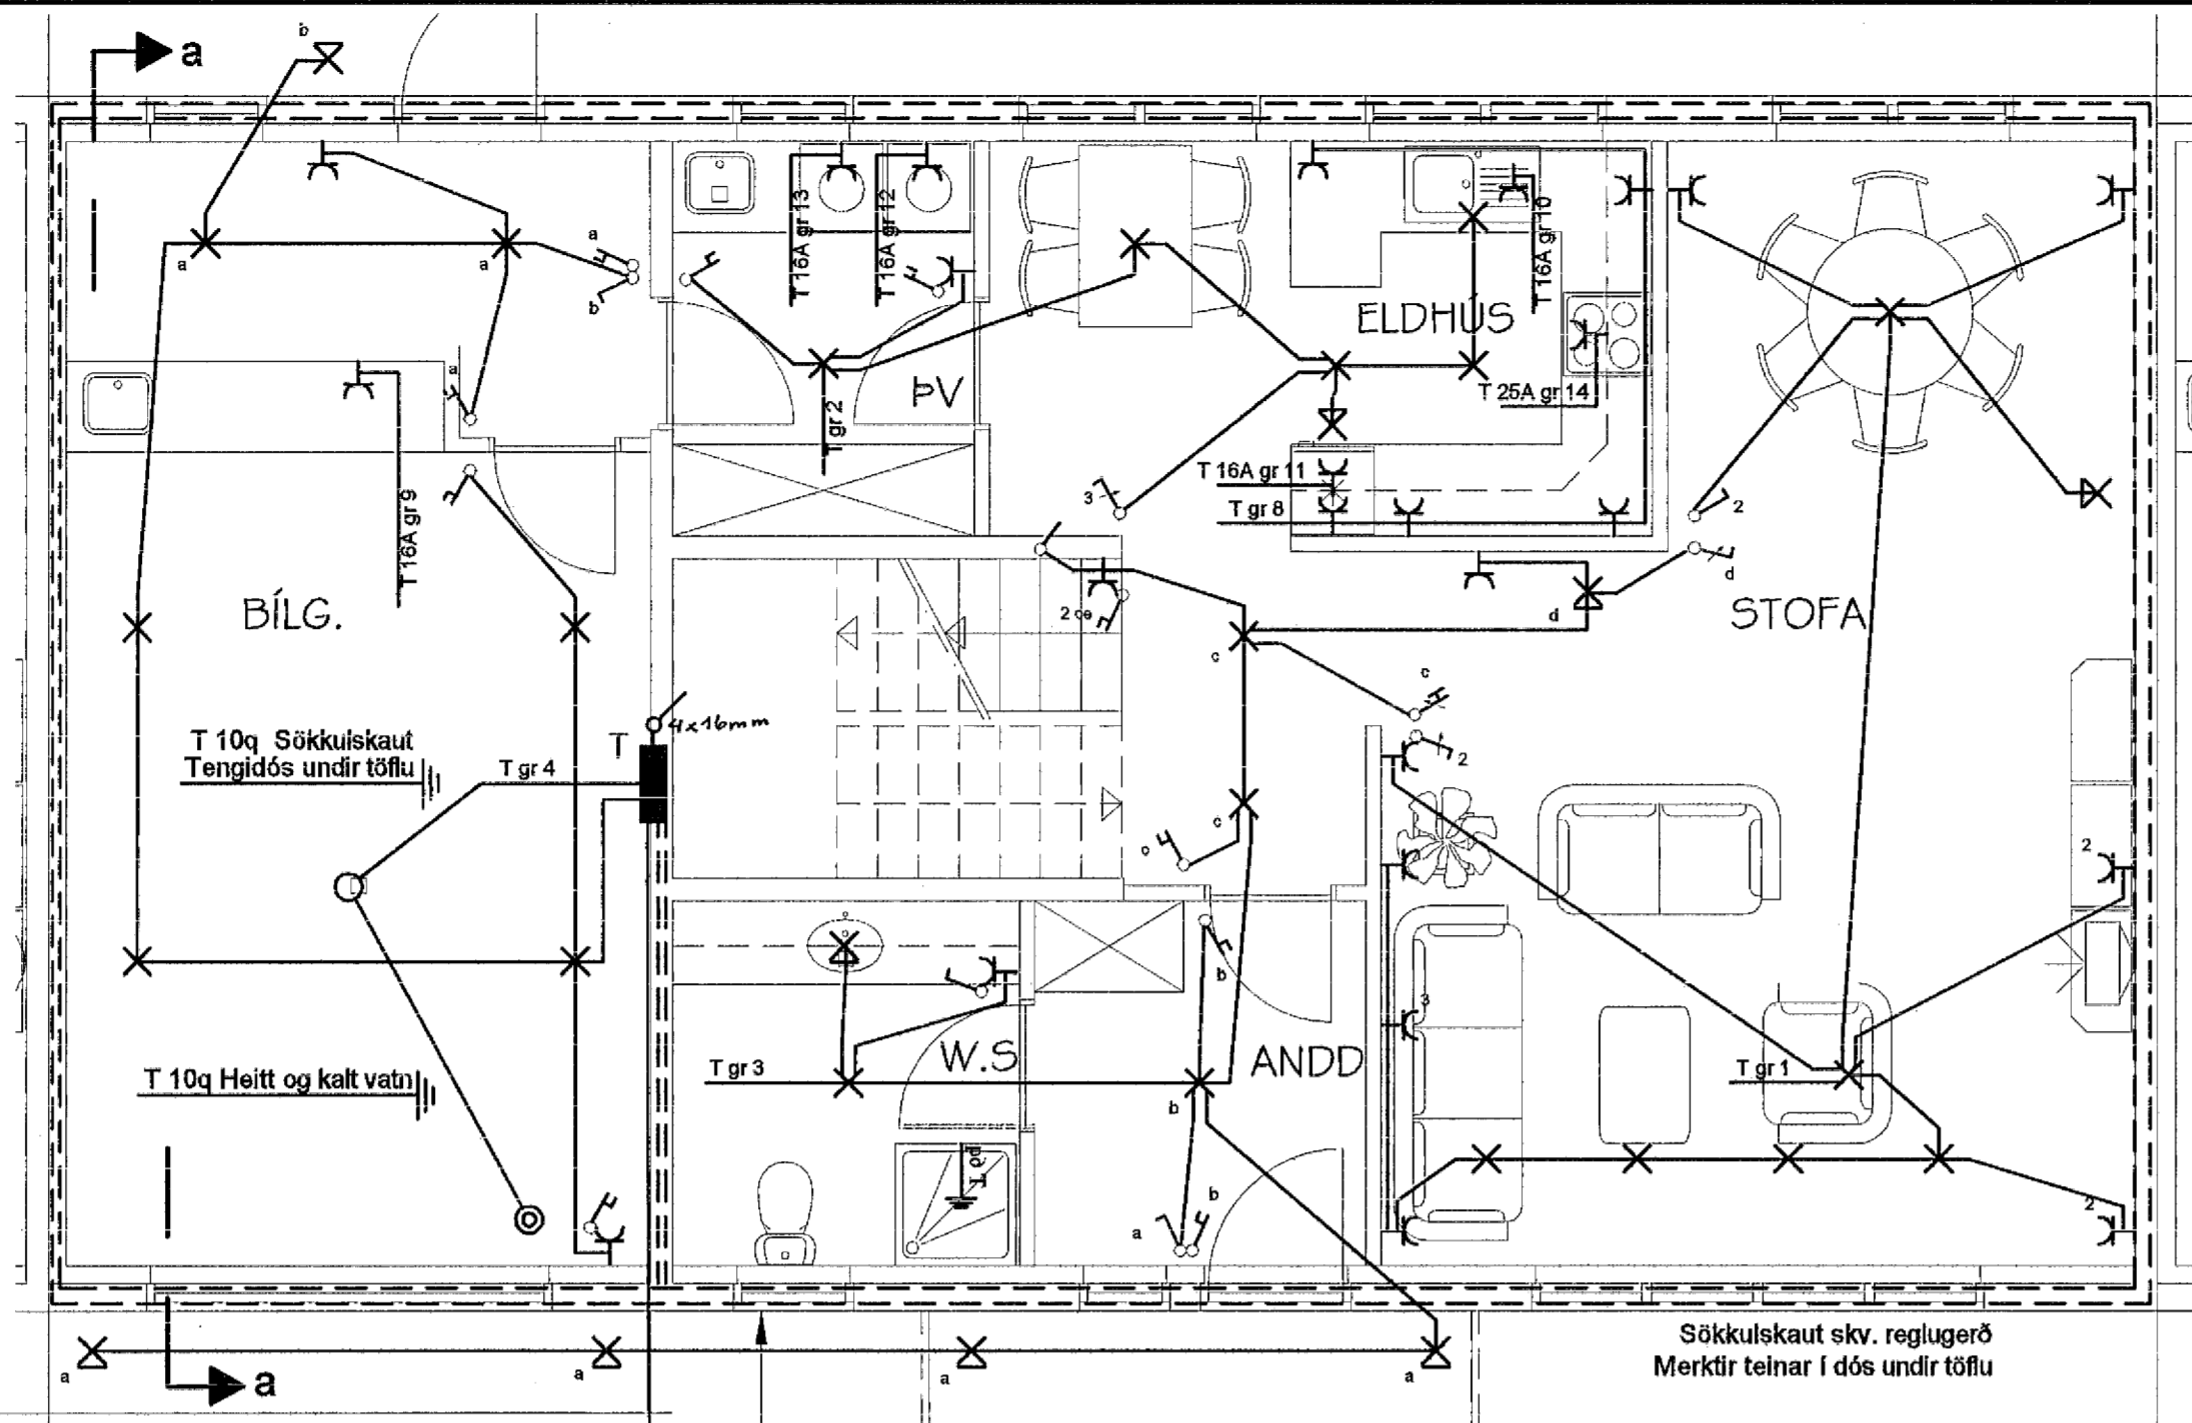 b
a
a
a
a
b
T 16A gr 13
T 16A gr 12
T 16A gr 10
ELDHÚS
ÞV
T gr 2
T 25A gr 14
a
T 16A gr 9
T 16A gr 11
T gr 8
3
2
d
d
BÍLG.
STOFA
2
c
c
2
c
T
4x16mm
T 10q Sökkulskaut
Tengidós undir töflu
T gr 4
2
3
b
W.S
ANDD
T gr 3
T gr 1
T 10q Heitt og kalt vatn
b
T 10q
b
a
2
a
a
a
a
a
Sökkulskaut skv. reglugerð
Merktir teinar í dós undir töflu